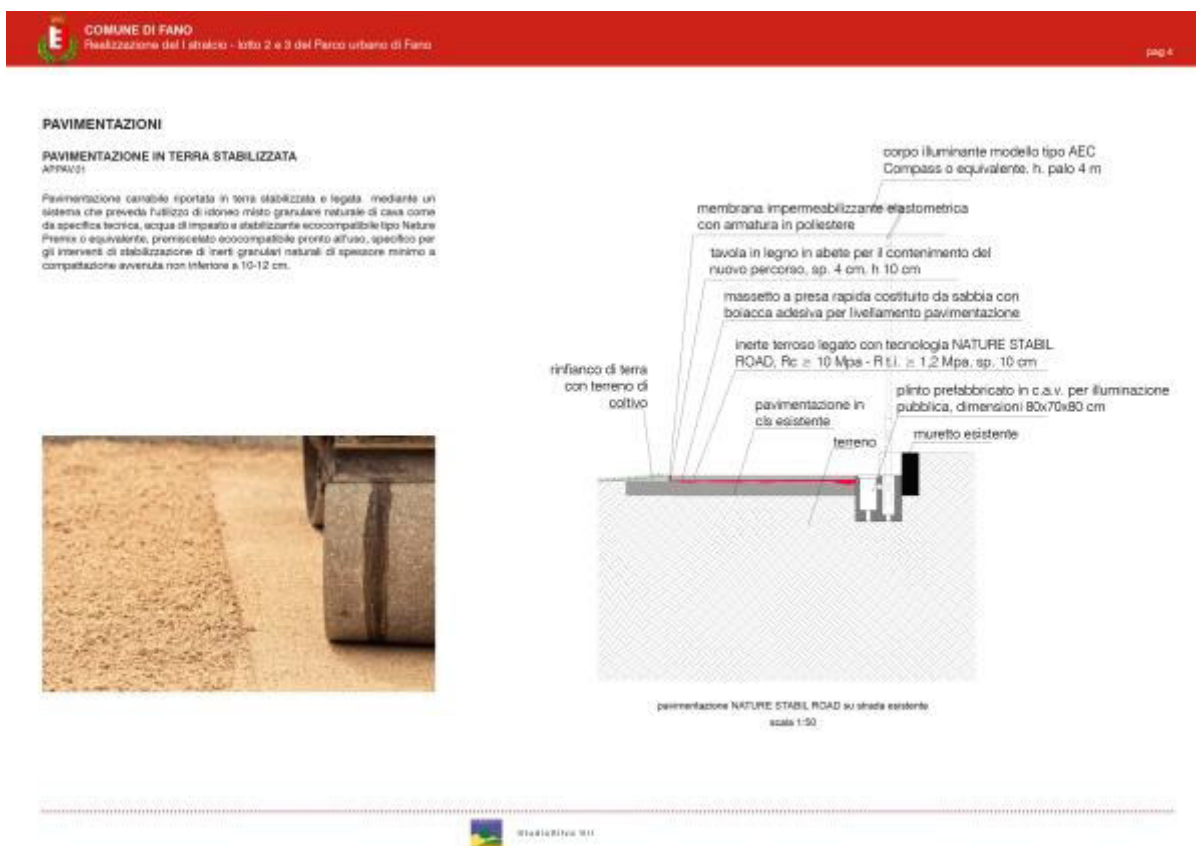 COMUNE DI FANO
Realizzazione del I stralcio - lotto 2 e 3 del Parco urbano di Fano
pag 4
PAVIMENTAZIONI
PAVIMENTAZIONE IN TERRA STABILIZZATA
APPAV.01
Pavimentazione carrabile riportata in terra stabilizzata e legata mediante un
sistema che preveda l'utilizzo di idoneo misto granulare naturale di cava come
da specifica tecnica, acqua di impasto e stabilizzante ecocompatibile tipo Nature
Premix o equivalente, premiscelato ecocompatibile pronto all'uso, specifico per
gli interventi di stabilizzazione di inerti granulari naturali di spessore minimo a
compattazione avvenuta non inferiore a 10-12 cm.
corpo illuminante modello tipo AEC
Compass o equivalente. h. palo 4 m
membrana impermeabilizzante elastometrica
con armatura in poliestere
tavola in legno in abete per il contenimento del
nuovo percorso, sp. 4 cm, h 10 cm
massetto a presa rapida costituito da sabbia con
boiacca adesiva per livellamento pavimentazione
inerte terroso legato con tecnologia NATURE STABIL
ROAD, Rc ≥ 10 Mpa - R t.i. ≥ 1,2 Mpa, sp. 10 cm
rinfianco di terra
con terreno di
coltivo
plinto prefabbricato in c.a.v. per illuminazione
pubblica, dimensioni 80x70x80 cm
pavimentazione in
cls esistente
muretto esistente
terreno
pavimentazione NATURE STABIL ROAD su strada esistente
scala 1:50
StudioSilva Srl